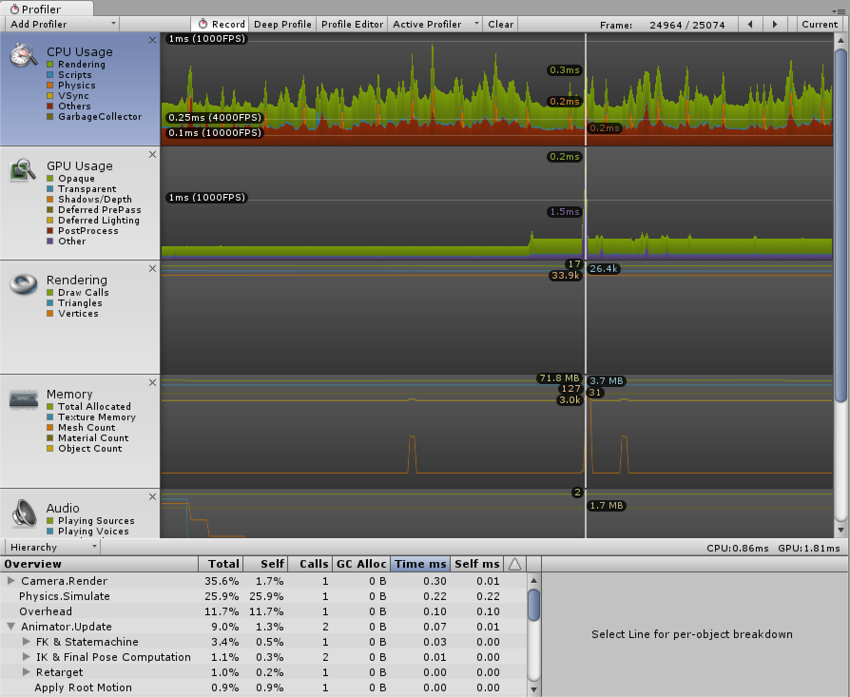 Profiler
Add Profiler Record Deep Profile Profile Editor Active Profiler Clear Frame: 24964 / 25074 Current
CPU Usage
Rendering
Scripts
Physics
VSync
Others
GarbageCollector
1ms (1000FPS)
0.3ms
0.2ms
0.25ms (4000FPS)
0.2ms
0.1ms (10000FPS)
GPU Usage
Opaque
Transparent
Shadows/Depth
Deferred PrePass
Deferred Lighting
PostProcess
Other
0.2ms
1ms (1000FPS)
1.5ms
Rendering
Draw Calls
Triangles
Vertices
17
26.4k
33.9k
Memory
Total Allocated
Texture Memory
Mesh Count
Material Count
Object Count
71.8 MB
3.7 MB
127
31
3.0k
Audio
Playing Sources
Playing Voices
2
1.7 MB
Hierarchy CPU:0.86ms GPU:1.81ms
Overview Total Self Calls GC Alloc Time ms Self ms
Camera.Render 35.6% 1.7% 1 0 B 0.30 0.01
Physics.Simulate 25.9% 25.9% 1 0 B 0.22 0.22
Overhead 11.7% 11.7% 1 0 B 0.10 0.10
Animator.Update 9.0% 1.3% 2 0 B 0.07 0.01
FK & Statemachine 3.4% 0.5% 1 0 B 0.03 0.00
IK & Final Pose Computation 1.1% 0.3% 2 0 B 0.01 0.00
Retarget 1.0% 0.2% 1 0 B 0.00 0.00
Apply Root Motion 0.9% 0.9% 1 0 B 0.00 0.00
Select Line for per-object breakdown